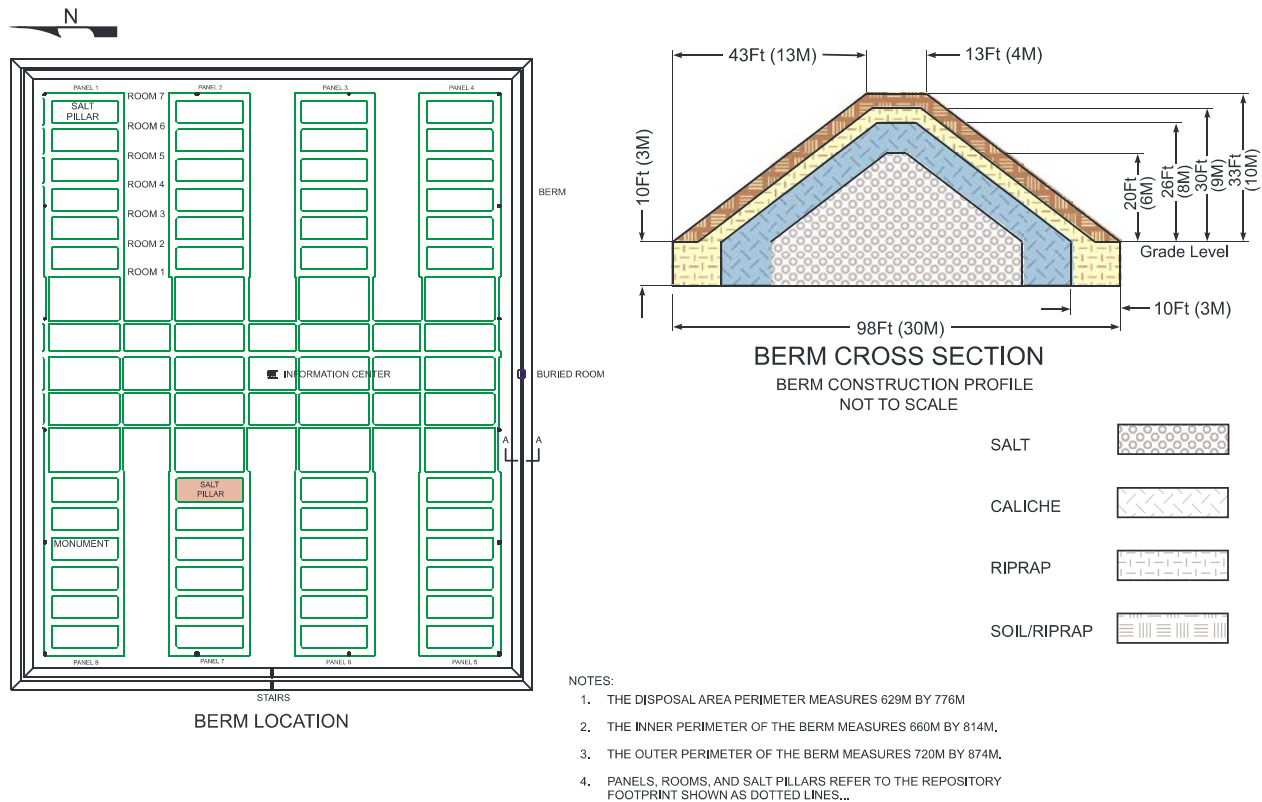 N
PANEL 1
PANEL 2
PANEL 3
PANEL 4
ROOM 7
SALT
PILLAR
ROOM 6
ROOM 5
ROOM 4
ROOM 3
ROOM 2
ROOM 1
BERM
INFORMATION CENTER
BURIED ROOM
A A
SALT
PILLAR
MONUMENT
PANEL 8
PANEL 7
PANEL 6
PANEL 5
STAIRS
BERM LOCATION
43Ft (13M)
13Ft (4M)
10Ft (3M)
20Ft
(6M)
26Ft
(8M)
30Ft
(9M)
33Ft
(10M)
Grade Level
10Ft (3M)
98Ft (30M)
BERM CROSS SECTION
BERM CONSTRUCTION PROFILE
NOT TO SCALE
SALT
CALICHE
RIPRAP
SOIL/RIPRAP
NOTES:
1. THE DISPOSAL AREA PERIMETER MEASURES 629M BY 776M
2. THE INNER PERIMETER OF THE BERM MEASURES 660M BY 814M.
3. THE OUTER PERIMETER OF THE BERM MEASURES 720M BY 874M.
4. PANELS, ROOMS, AND SALT PILLARS REFER TO THE REPOSITORY
FOOTPRINT SHOWN AS DOTTED LINES...